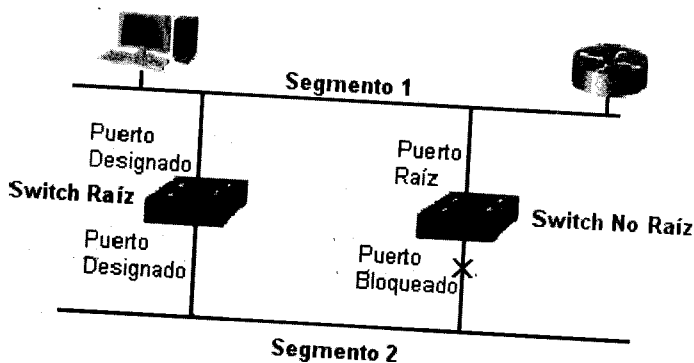 Segmento 1
Puerto
Designado
Puerto
Raíz
Switch Raíz
Switch No Raíz
Puerto
Designado
Puerto
Bloqueado
Segmento 2